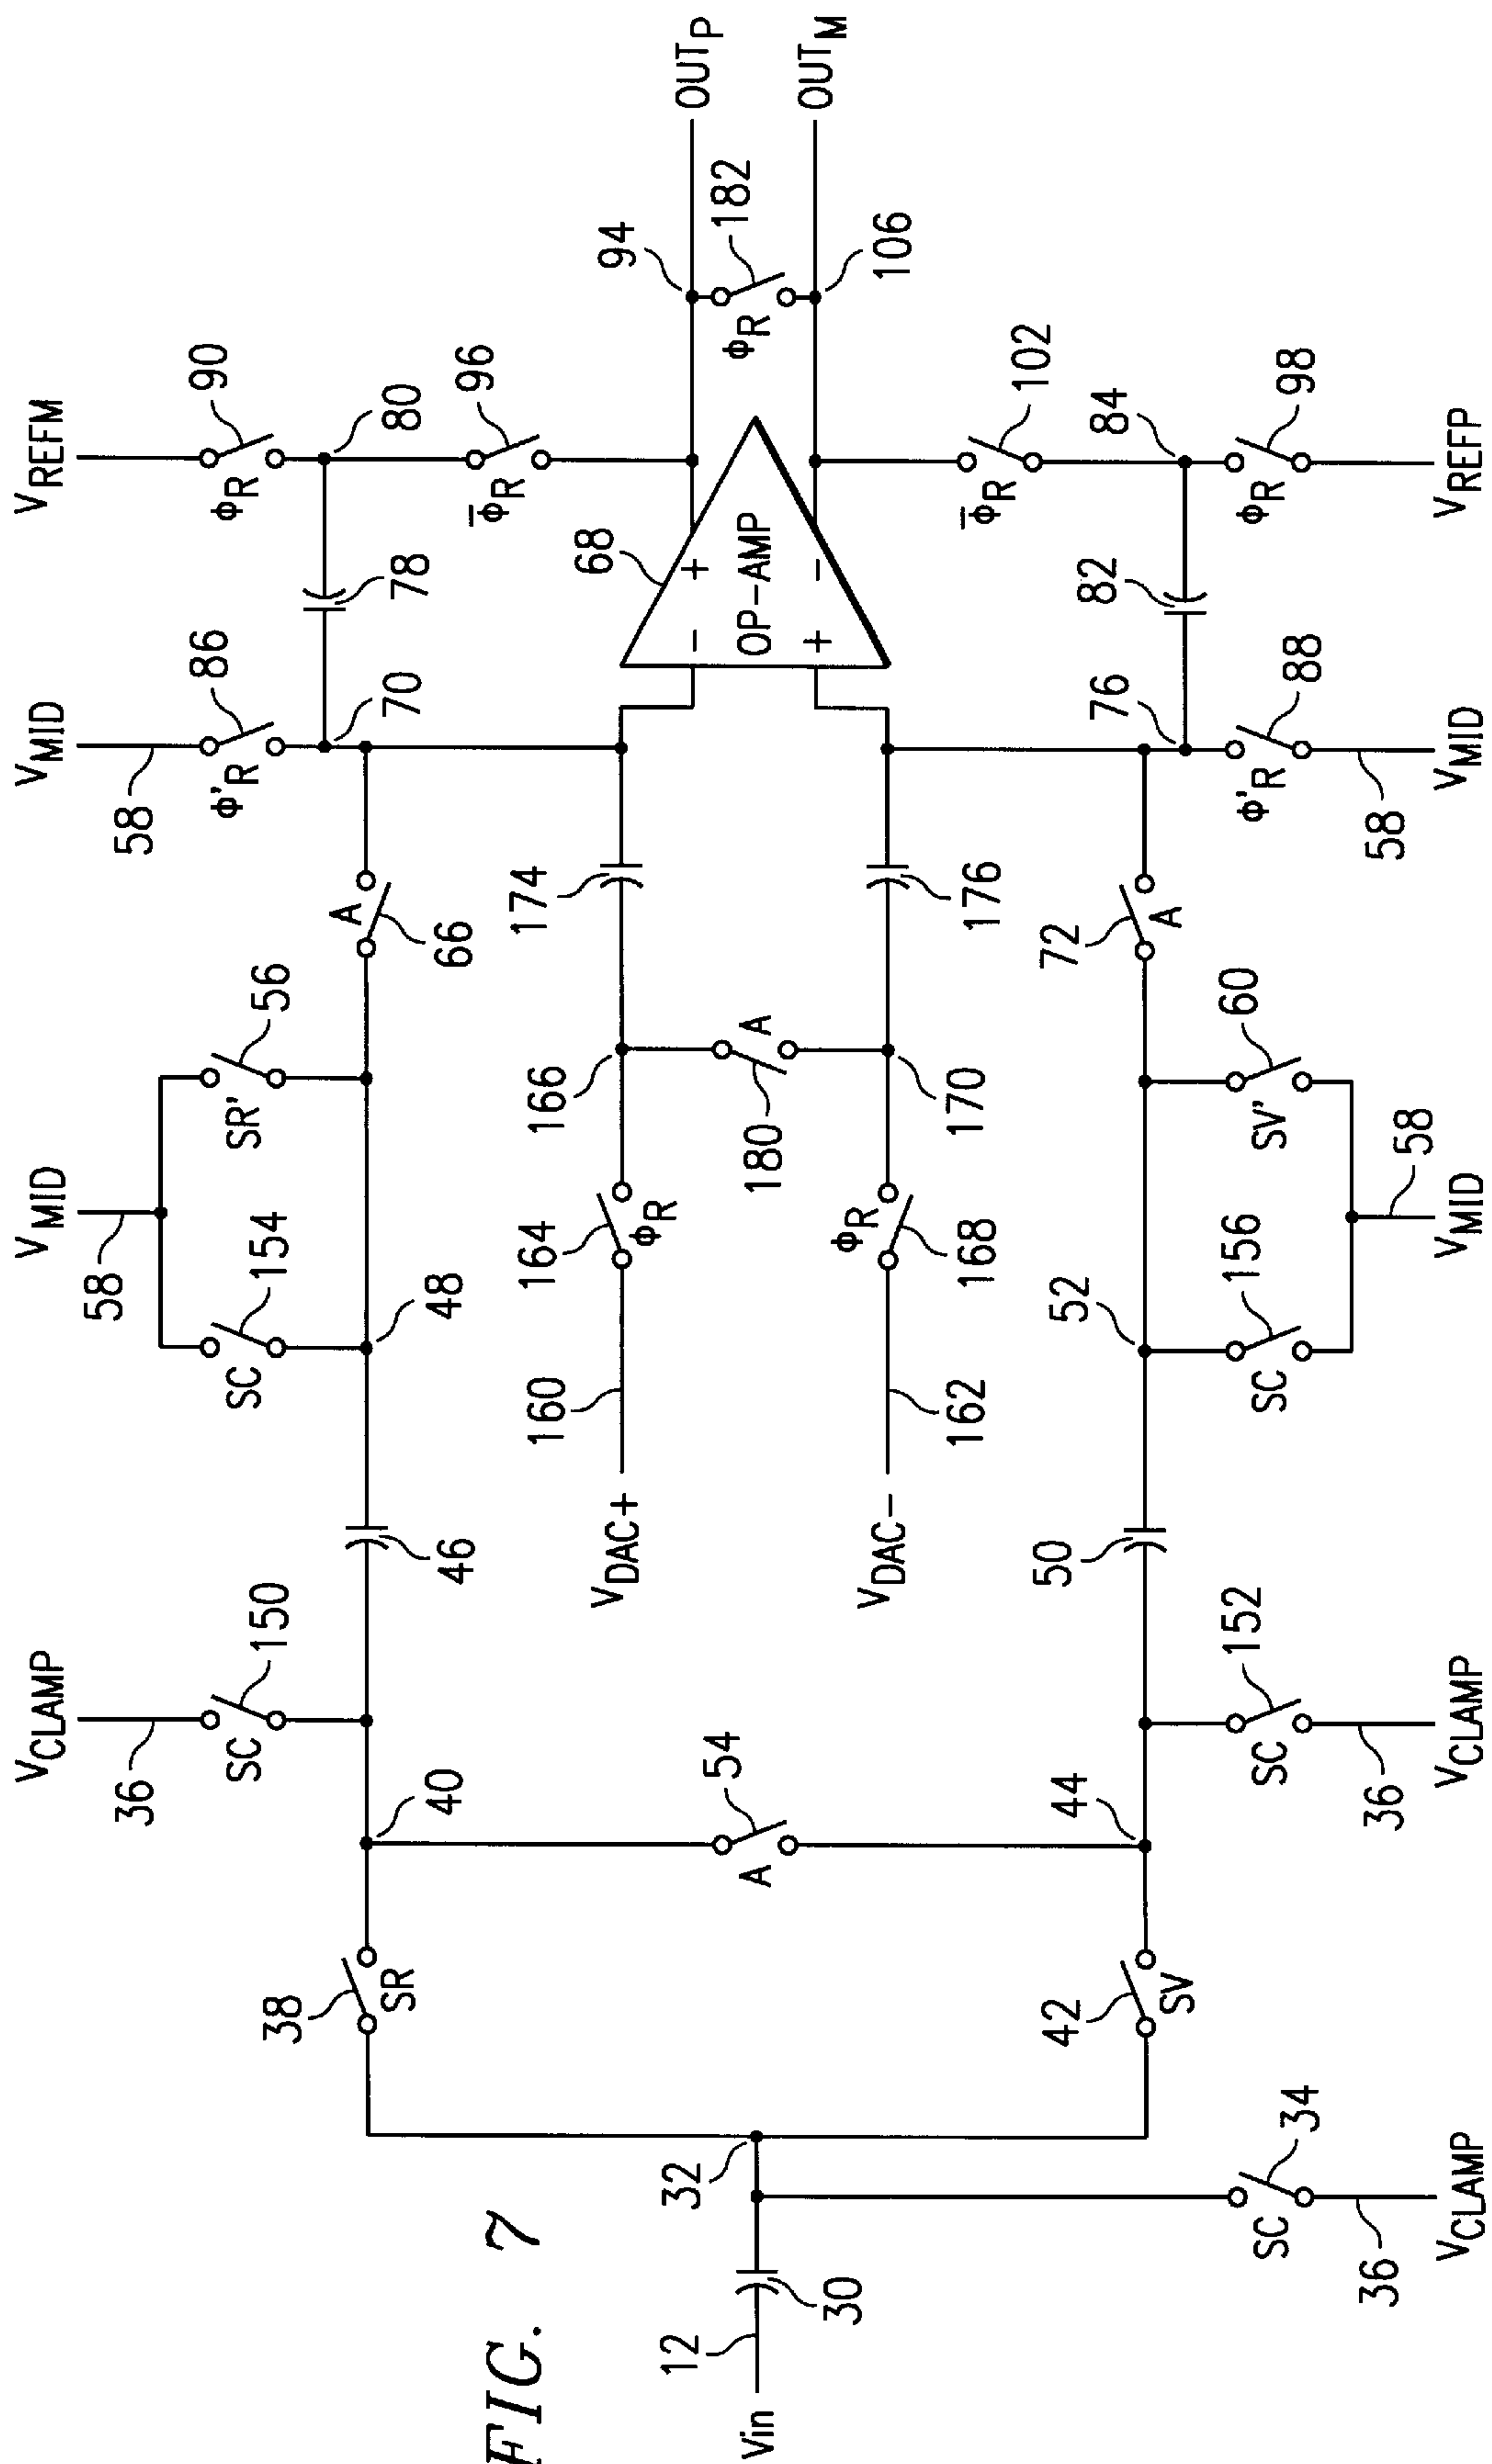 FIG. 7
Vin
12
30
32
34
SC
36
VCLAMP
38
SR
42
SV
40
44
54
A
VCLAMP
36
150
SC
152
SC
36
VCLAMP
46
50
VMID
58
154
SC
56
SR'
48
52
156
SC
60
SV'
58
VMID
VDAC+
160
164
ΦR
166
174
VDAC−
162
168
ΦR
170
176
180
A
66
A
72
A
VMID
58
86
Φ'R
70
78
VREFM
90
ΦR
80
96
Φ̄R
68
− +
OP-AMP
+ −
76
82
88
Φ'R
58
VMID
102
Φ̄R
84
98
ΦR
VREFP
94
182
ΦR
106
OUTP
OUTM